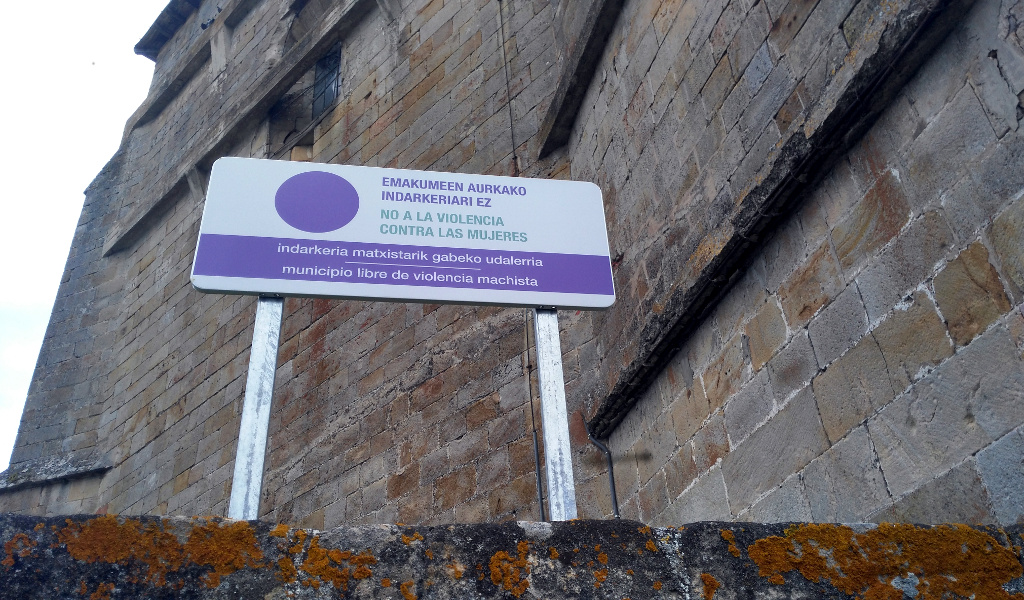 EMAKUMEEN AURKAKO
INDARKERIARI EZ
NO A LA VIOLENCIA
CONTRA LAS MUJERES
indarkeria matxistarik gabeko udalerria
municipio libre de violencia machista